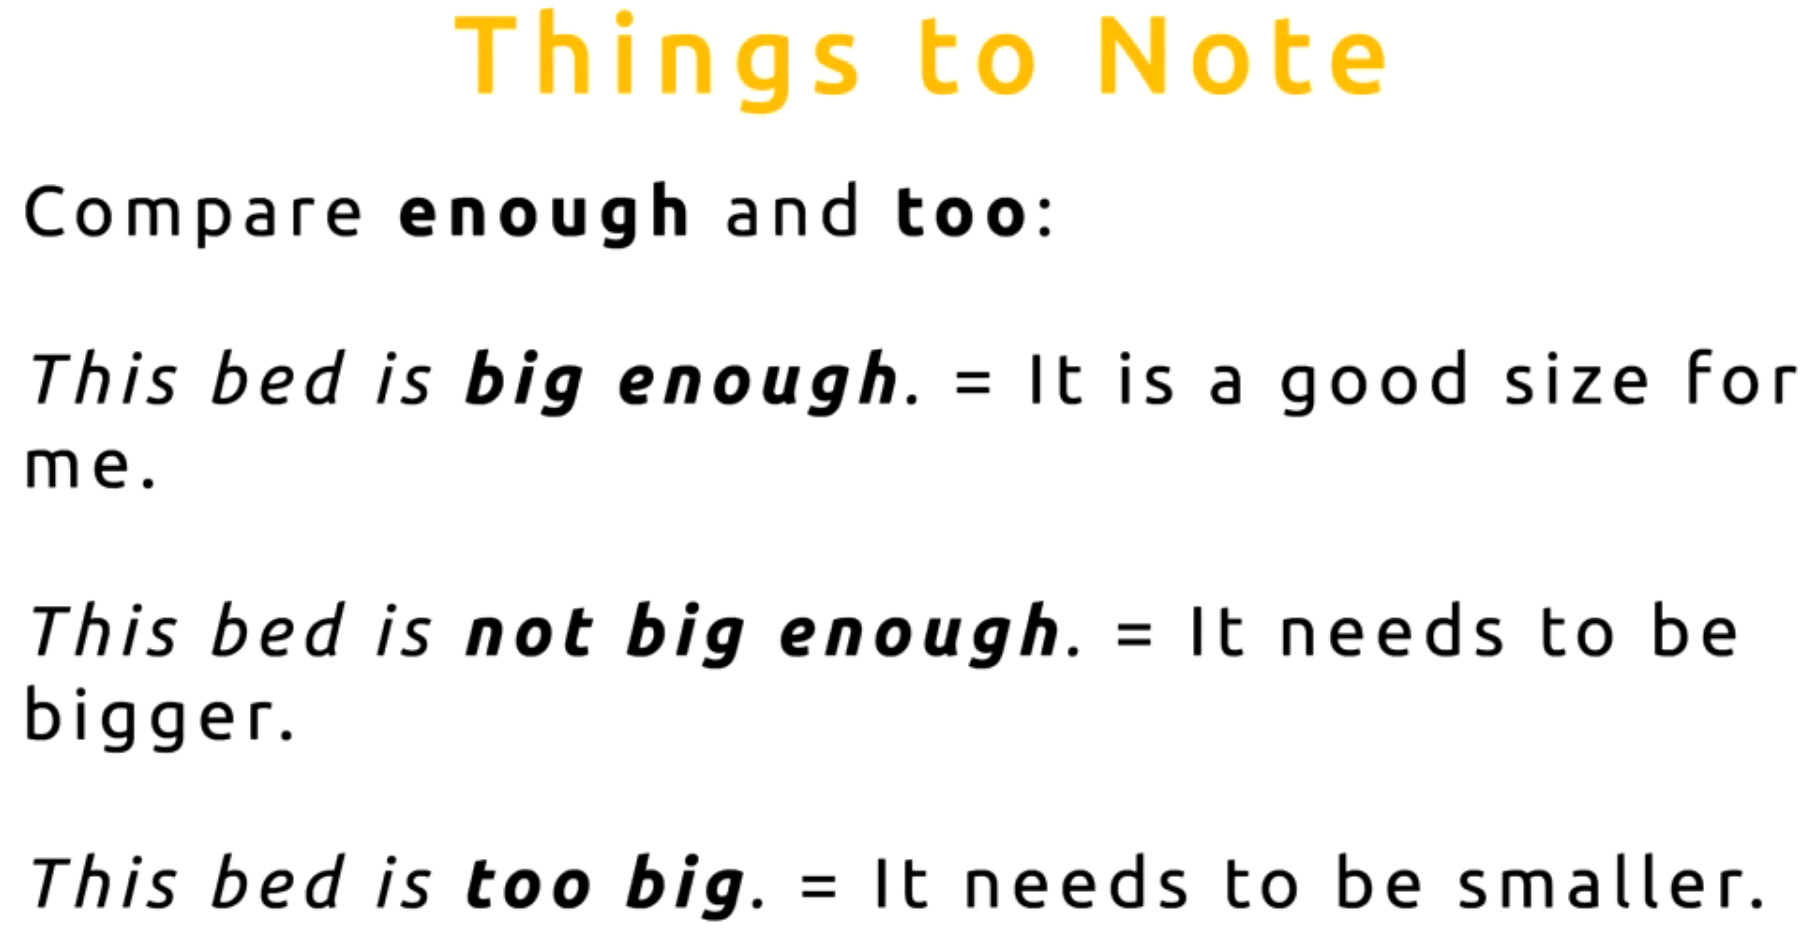 Things to Note
Compare enough and too:
This bed is big enough. = It is a good size for
me.
This bed is not big enough. = It needs to be
bigger.
This bed is too big. = It needs to be smaller.